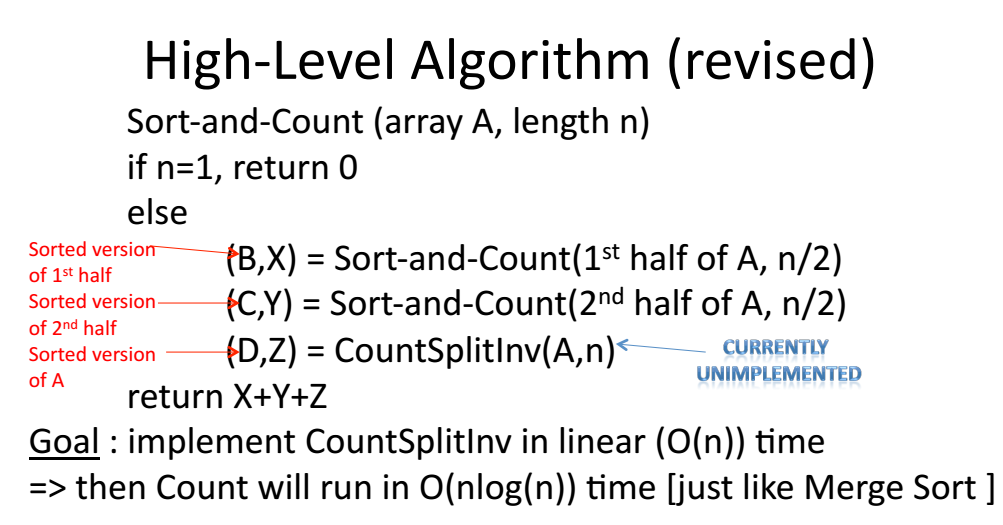 High-Level Algorithm (revised)
Sort-and-Count (array A, length n)
if n=1, return 0
else
Sorted version
of 1st half
(B,X) = Sort-and-Count(1st half of A, n/2)
Sorted version
of 2nd half
(C,Y) = Sort-and-Count(2nd half of A, n/2)
Sorted version
of A
(D,Z) = CountSplitInv(A,n)
CURRENTLY
UNIMPLEMENTED
return X+Y+Z
Goal : implement CountSplitInv in linear (O(n)) time
=> then Count will run in O(nlog(n)) time [just like Merge Sort ]